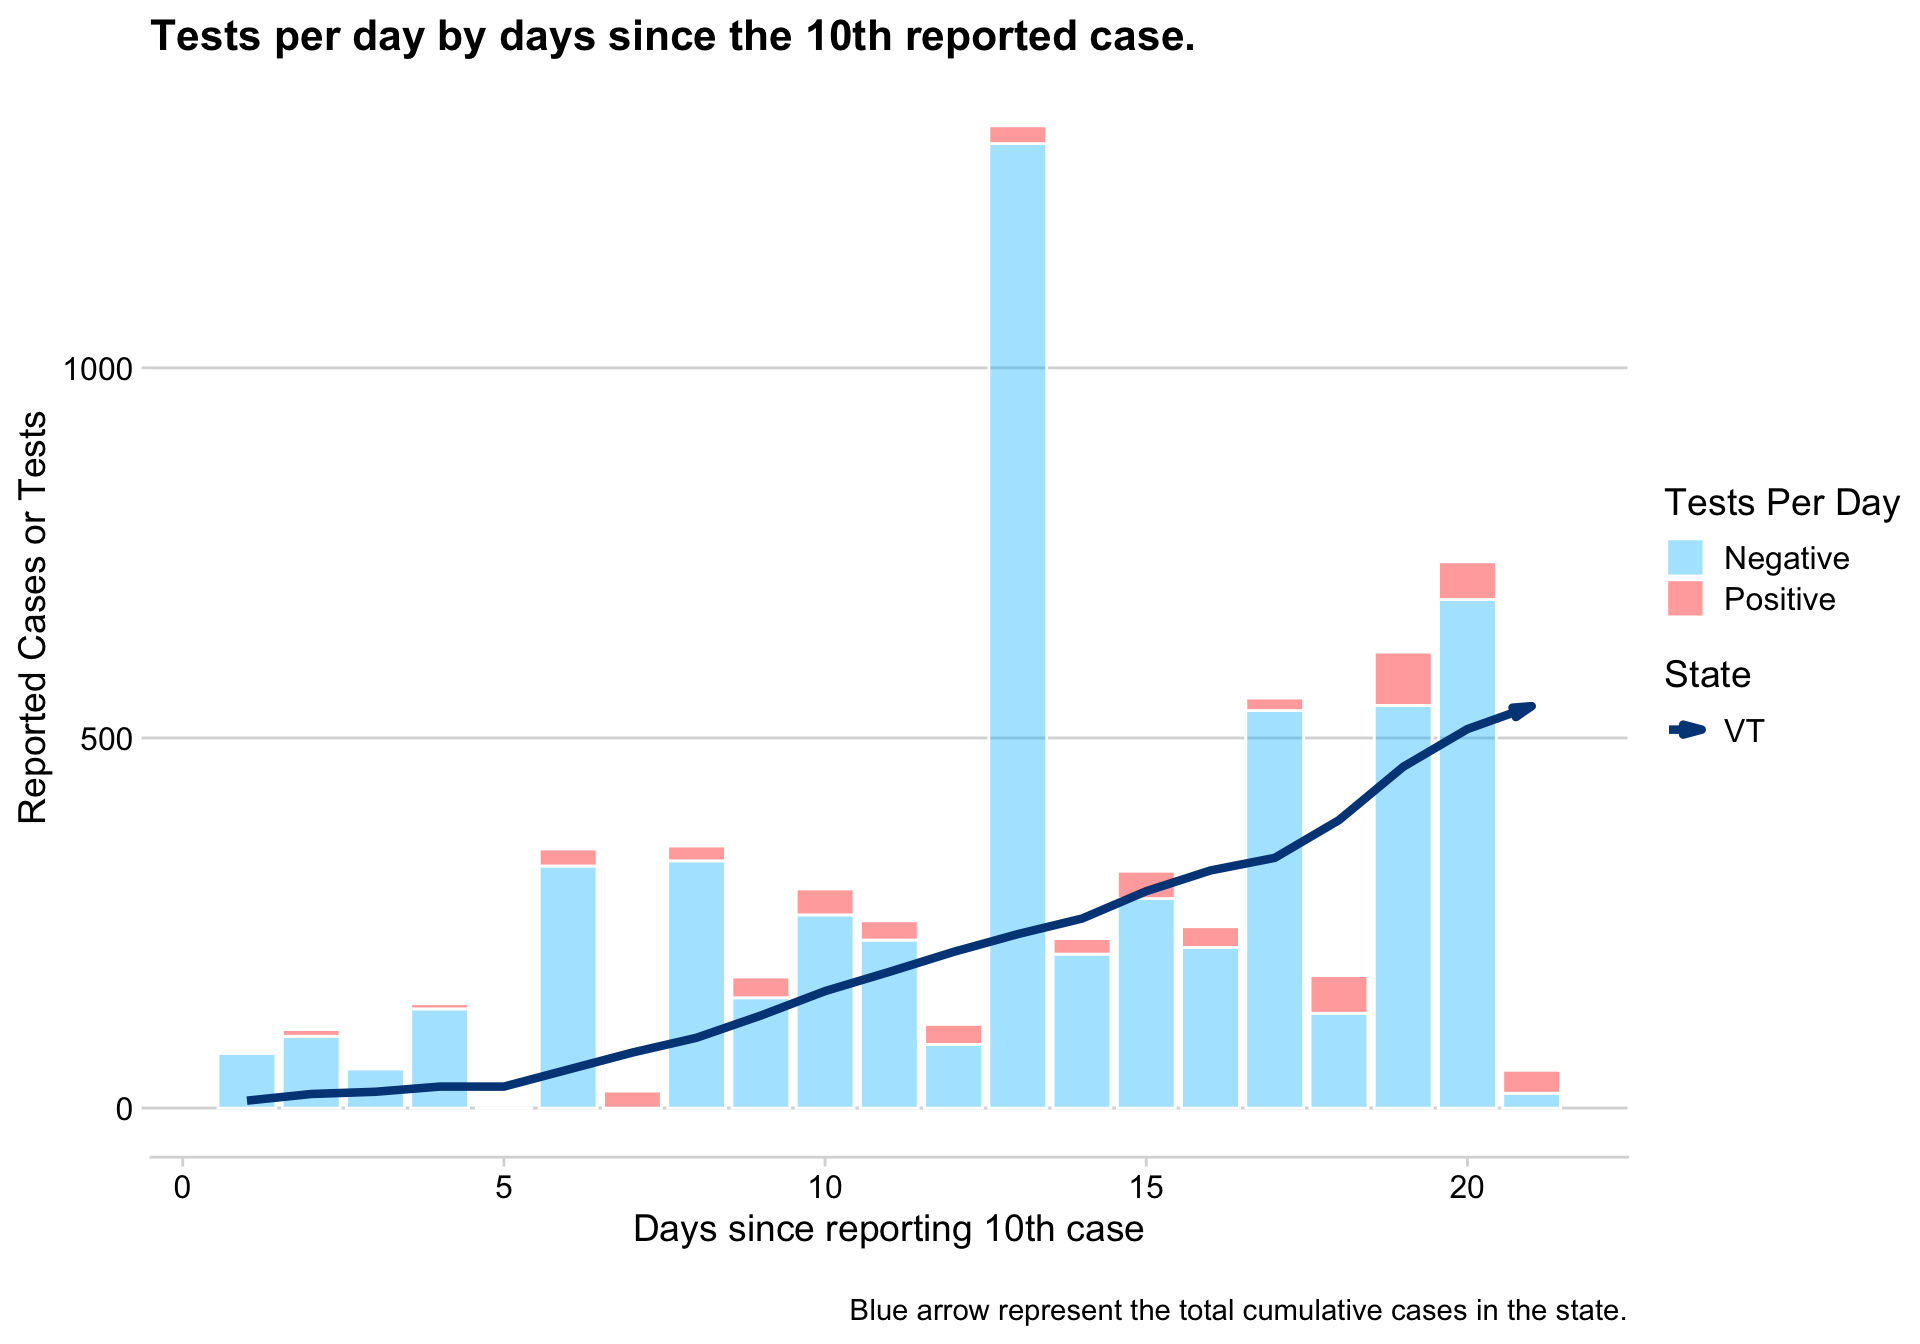 Tests per day by days since the 10th reported case.
Reported Cases or Tests
1000
500
0
0 5 10 15 20
Days since reporting 10th case
Tests Per Day
Negative
Positive
State
VT
Blue arrow represent the total cumulative cases in the state.